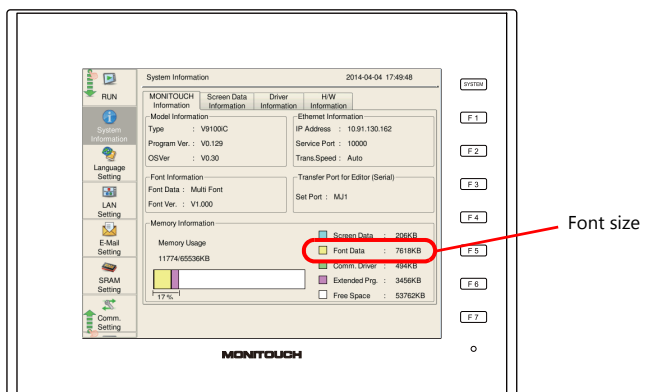 System Information 2014-04-04 17:49:48
SYSTEM
RUN
MONITOUCH Information
Screen Data Information
Driver Information
H/W Information
System Information
Language Setting
LAN Setting
E-Mail Setting
SRAM Setting
Comm. Setting
Model Information
Type : V9100iC
Program Ver. : V0.129
OSVer : V0.30
Ethernet Information
IP Address : 10.91.130.162
Service Port : 10000
Trans.Speed : Auto
Font Information
Font Data : Multi Font
Font Ver. : V1.000
Transfer Port for Editor (Serial)
Set Port : MJ1
Memory Information
Memory Usage
11774/65536KB
17 %
Screen Data : 206KB
Font Data : 7618KB
Comm. Driver : 494KB
Extended Prg. : 3456KB
Free Space : 53762KB
F 1
F 2
F 3
F 4
F 5
F 6
F 7
Font size
MONITOUCH